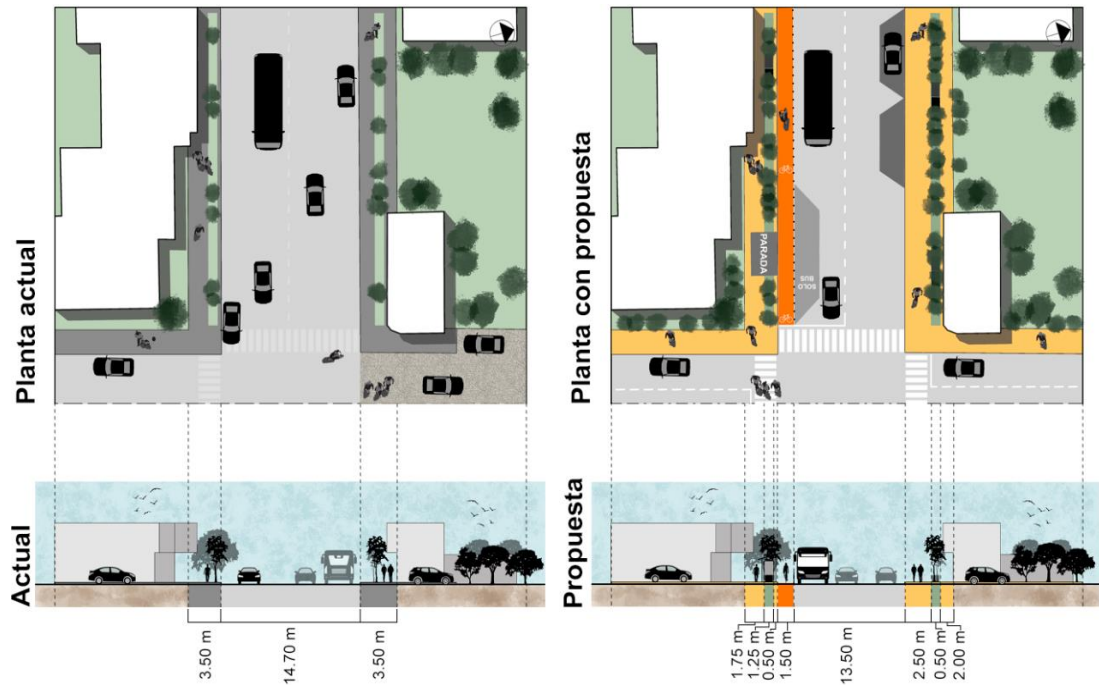 Planta actual
Planta con propuesta
PARADA
SOLO
BUS
Actual
Propuesta
3.50 m
14.70 m
3.50 m
1.75 m
1.25 m
0.50 m
1.50 m
13.50 m
2.50 m
0.50 m
2.00 m